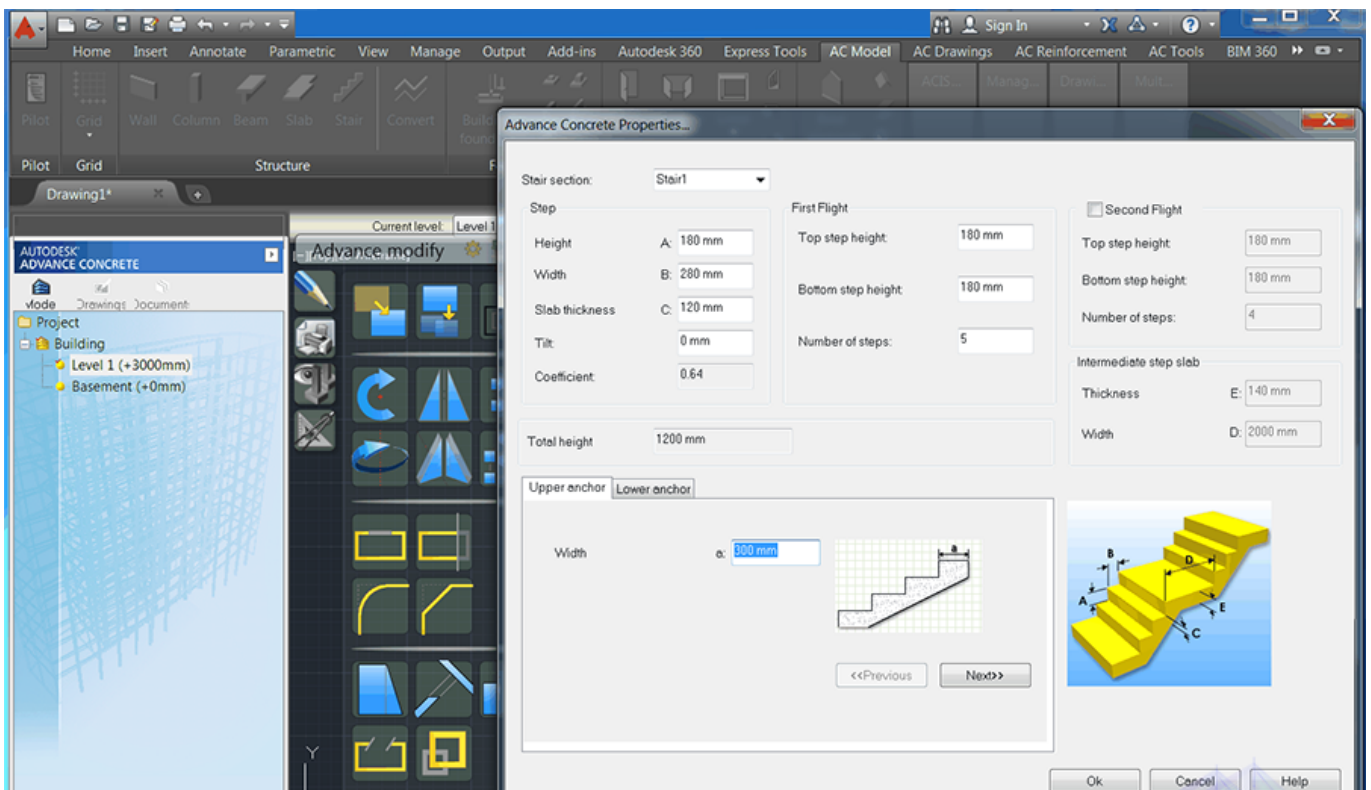 Sign In
Home Insert Annotate Parametric View Manage Output Add-ins Autodesk 360 Express Tools AC Model AC Drawings AC Reinforcement AC Tools BIM 360
ACIS... Manag... Drawi... Mult...
Pilot Grid Wall Column Beam Slab Stair Convert
Pilot Grid Structure
Drawing1*
Current level: Level 1
Advance modify
AUTODESK
ADVANCE CONCRETE
Drawings Document:
Project
Building
Level 1 (+3000mm)
Basement (+0mm)
Y
Advance Concrete Properties...
Stair section: Stair1
Step
Height A: 180 mm
Width B: 280 mm
Slab thickness C: 120 mm
Tilt: 0 mm
Coefficient: 0.64
First Flight
Top step height: 180 mm
Bottom step height: 180 mm
Number of steps: 5
Second Flight
Top step height: 180 mm
Bottom step height: 180 mm
Number of steps: 4
Intermediate step slab
Thickness E: 140 mm
Width D: 2000 mm
Total height 1200 mm
Upper anchor Lower anchor
Width a: 300 mm
a
<<Previous Next>>
B
D
A
E
C
Ok Cancel Help